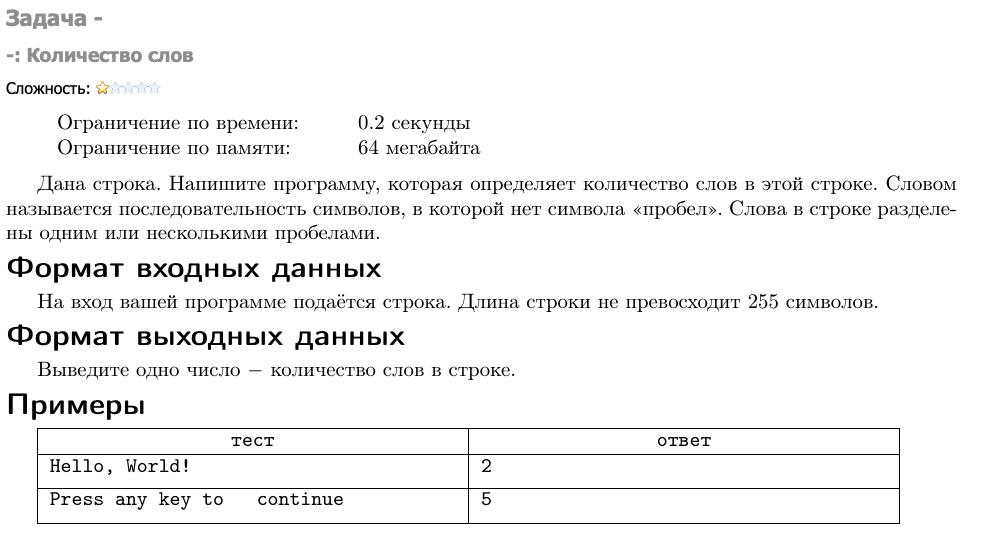 Задача -
-: Количество слов
Сложность:
Ограничение по времени: 0.2 секунды
Ограничение по памяти: 64 мегабайта
Дана строка. Напишите программу, которая определяет количество слов в этой строке. Словом
называется последовательность символов, в которой нет символа «пробел». Слова в строке разделе-
ны одним или несколькими пробелами.
Формат входных данных
На вход вашей программе подаётся строка. Длина строки не превосходит 255 символов.
Формат выходных данных
Выведите одно число − количество слов в строке.
Примеры
тест ответ
Hello, World! 2
Press any key to   continue 5